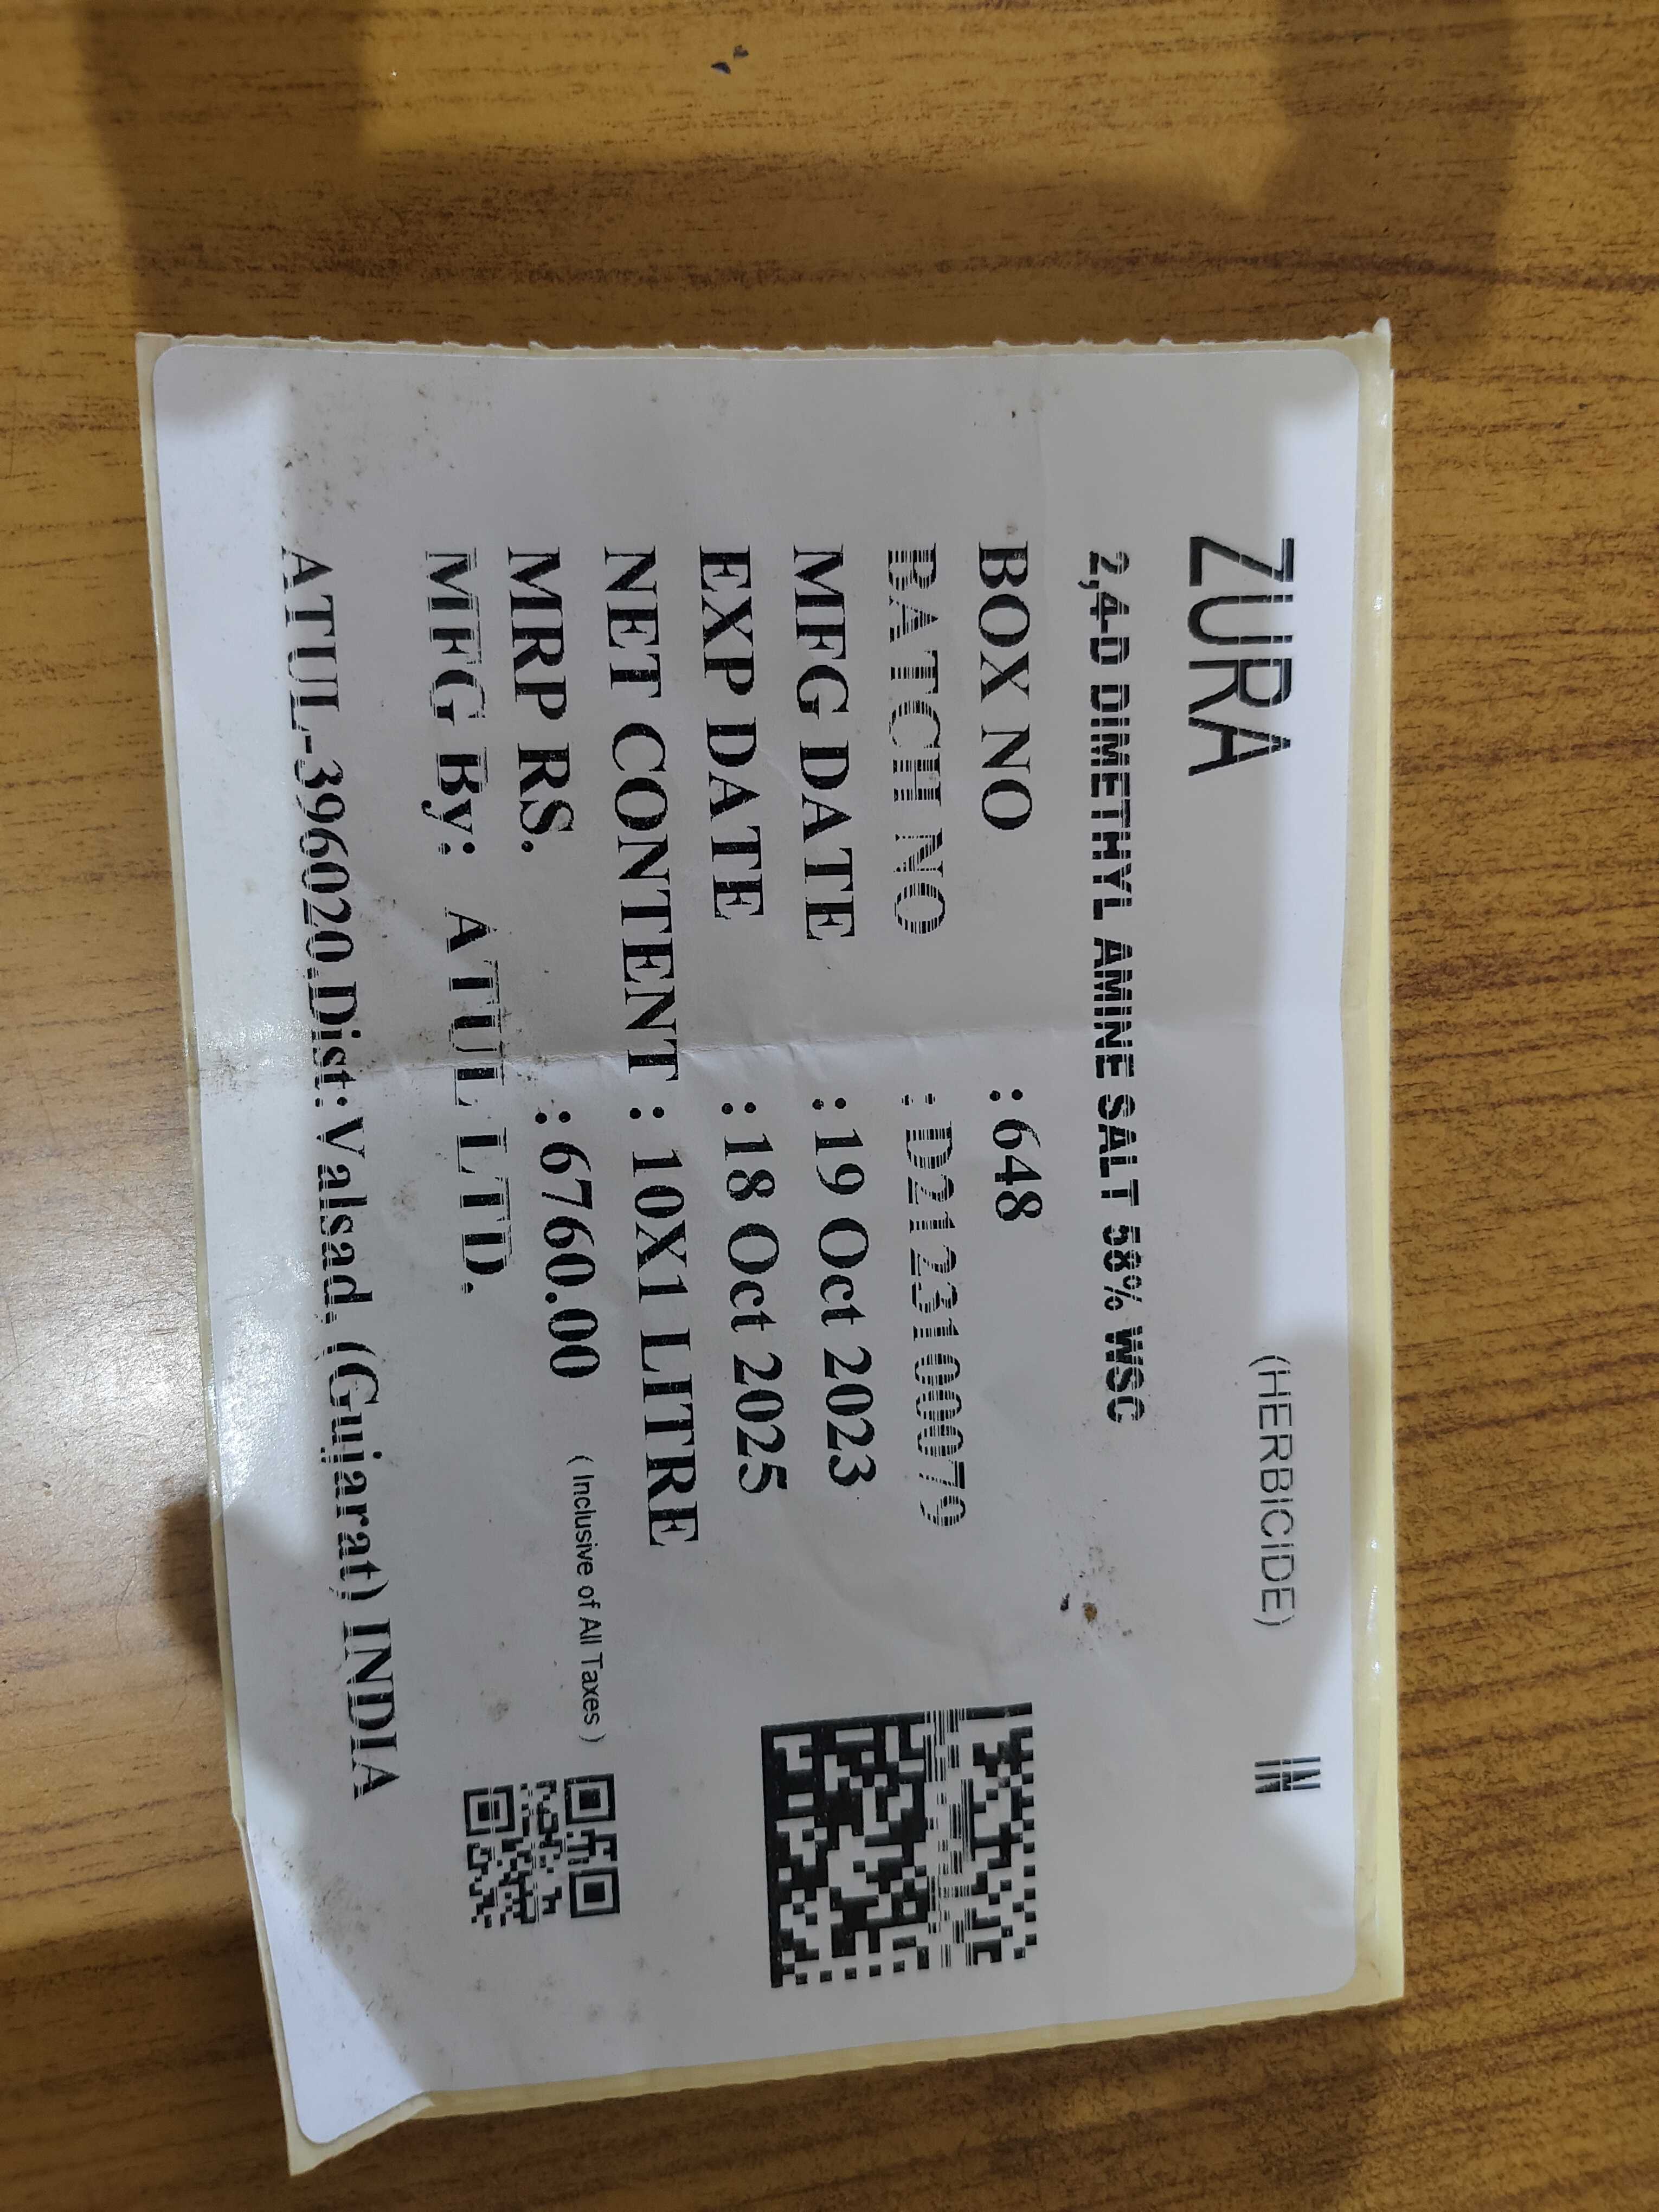 ZURA (HERBICIDE) IN
2,4-D DIMETHYL AMINE SALT 58% WSC
BOX NO : 648
BATCH NO : D212310079
MFG DATE : 19 Oct 2023
EXP DATE : 18 Oct 2025
NET CONTENT : 10X1 LITRE
MRP RS. : 6760.00 ( Inclusive of All Taxes )
MFG By: ATUL LTD.
ATUL-396020.Dist:Valsad. (Gujarat) INDIA